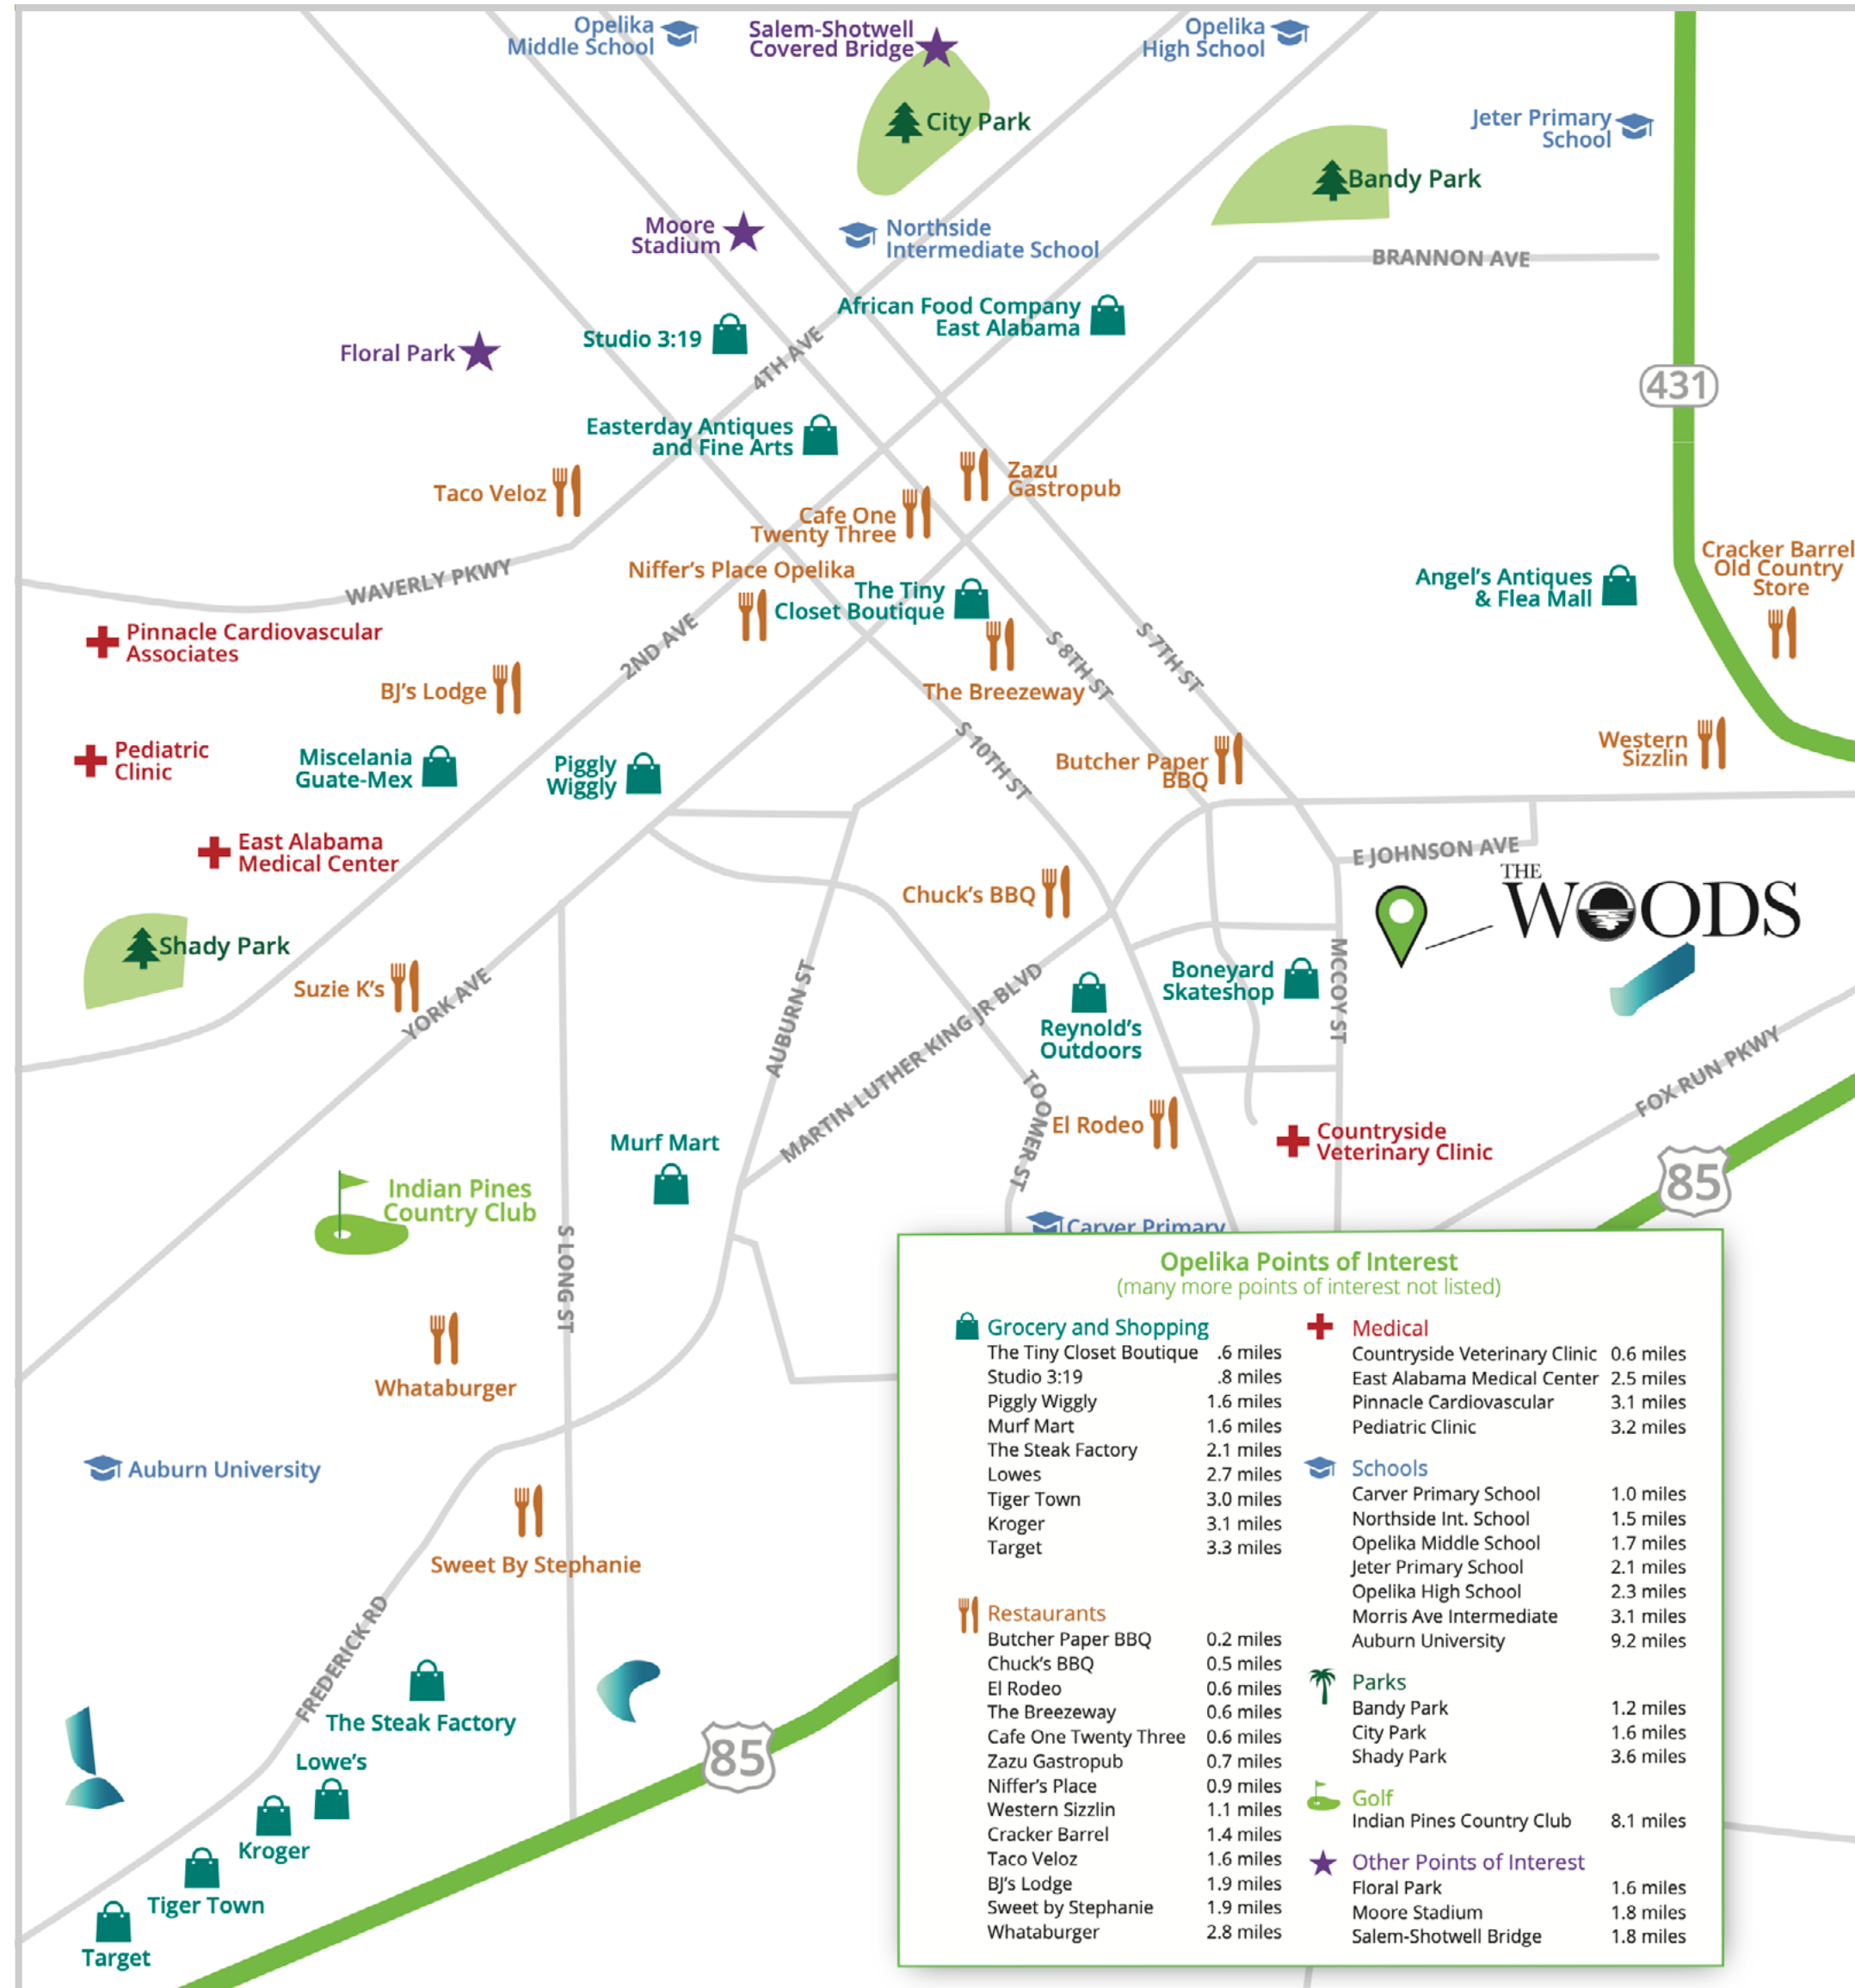 Opelika
Middle School
Salem-Shotwell
Covered Bridge
Opelika
High School
City Park
Jeter Primary
School
Bandy Park
Moore
Stadium
Northside
Intermediate School
BRANNON AVE
African Food Company
East Alabama
Studio 3:19
4TH AVE
Floral Park
431
Easterday Antiques
and Fine Arts
Zazu
Gastropub
Taco Veloz
Cafe One
Twenty Three
Cracker Barrel
Old Country
Store
WAVERLY PKWY
Niffer's Place Opelika
The Tiny
Closet Boutique
Angel's Antiques
& Flea Mall
Pinnacle Cardiovascular
Associates
2ND AVE
S 8TH ST
S 7TH ST
BJ's Lodge
The Breezeway
Pediatric
Clinic
Miscelania
Guate-Mex
Piggly
Wiggly
S 10TH ST
Butcher Paper
BBQ
Western
Sizzlin
East Alabama
Medical Center
E JOHNSON AVE
Chuck's BBQ
THE
WOODS
Shady Park
Suzie K's
YORK AVE
AUBURN ST
MARTIN LUTHER KING JR BLVD
Boneyard
Skateshop
MCCOY ST
Reynold's
Outdoors
FOX RUN PKWY
TOOMER ST
El Rodeo
Countryside
Veterinary Clinic
Murf Mart
85
Indian Pines
Country Club
S LONG ST
Carver Primary
Whataburger
Auburn University
Sweet By Stephanie
FREDERICK RD
The Steak Factory
85
Lowe's
Kroger
Tiger Town
Target
Opelika Points of Interest
(many more points of interest not listed)
Grocery and Shopping
The Tiny Closet Boutique .6 miles
Studio 3:19 .8 miles
Piggly Wiggly 1.6 miles
Murf Mart 1.6 miles
The Steak Factory 2.1 miles
Lowes 2.7 miles
Tiger Town 3.0 miles
Kroger 3.1 miles
Target 3.3 miles
Restaurants
Butcher Paper BBQ 0.2 miles
Chuck's BBQ 0.5 miles
El Rodeo 0.6 miles
The Breezeway 0.6 miles
Cafe One Twenty Three 0.6 miles
Zazu Gastropub 0.7 miles
Niffer's Place 0.9 miles
Western Sizzlin 1.1 miles
Cracker Barrel 1.4 miles
Taco Veloz 1.6 miles
BJ's Lodge 1.9 miles
Sweet by Stephanie 1.9 miles
Whataburger 2.8 miles
Medical
Countryside Veterinary Clinic 0.6 miles
East Alabama Medical Center 2.5 miles
Pinnacle Cardiovascular 3.1 miles
Pediatric Clinic 3.2 miles
Schools
Carver Primary School 1.0 miles
Northside Int. School 1.5 miles
Opelika Middle School 1.7 miles
Jeter Primary School 2.1 miles
Opelika High School 2.3 miles
Morris Ave Intermediate 3.1 miles
Auburn University 9.2 miles
Parks
Bandy Park 1.2 miles
City Park 1.6 miles
Shady Park 3.6 miles
Golf
Indian Pines Country Club 8.1 miles
Other Points of Interest
Floral Park 1.6 miles
Moore Stadium 1.8 miles
Salem-Shotwell Bridge 1.8 miles